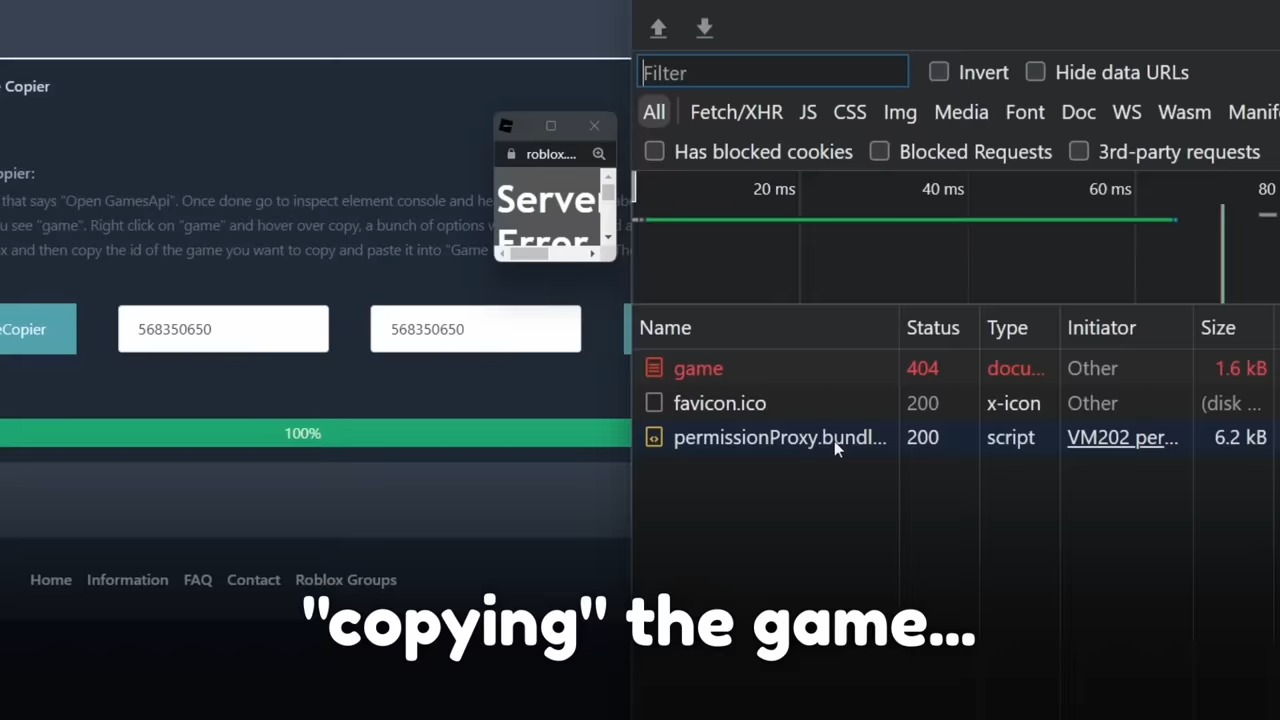 Copier
opier:
that says "Open GamesApi". Once done go to inspect element console and he
u see "game". Right click on "game" and hover over copy, a bunch of options
x and then copy the id of the game you want to copy and paste it into "Game
roblox....
Server
Error
eCopier
568350650
568350650
100%
Home Information FAQ Contact Roblox Groups
Filter
Invert
Hide data URLs
All Fetch/XHR JS CSS Img Media Font Doc WS Wasm Manif
Has blocked cookies
Blocked Requests
3rd-party requests
20 ms 40 ms 60 ms 80
Name Status Type Initiator Size
game 404 docu... Other 1.6 kB
favicon.ico 200 x-icon Other (disk ...
permissionProxy.bundl... 200 script VM202 per... 6.2 kB
"copying" the game...